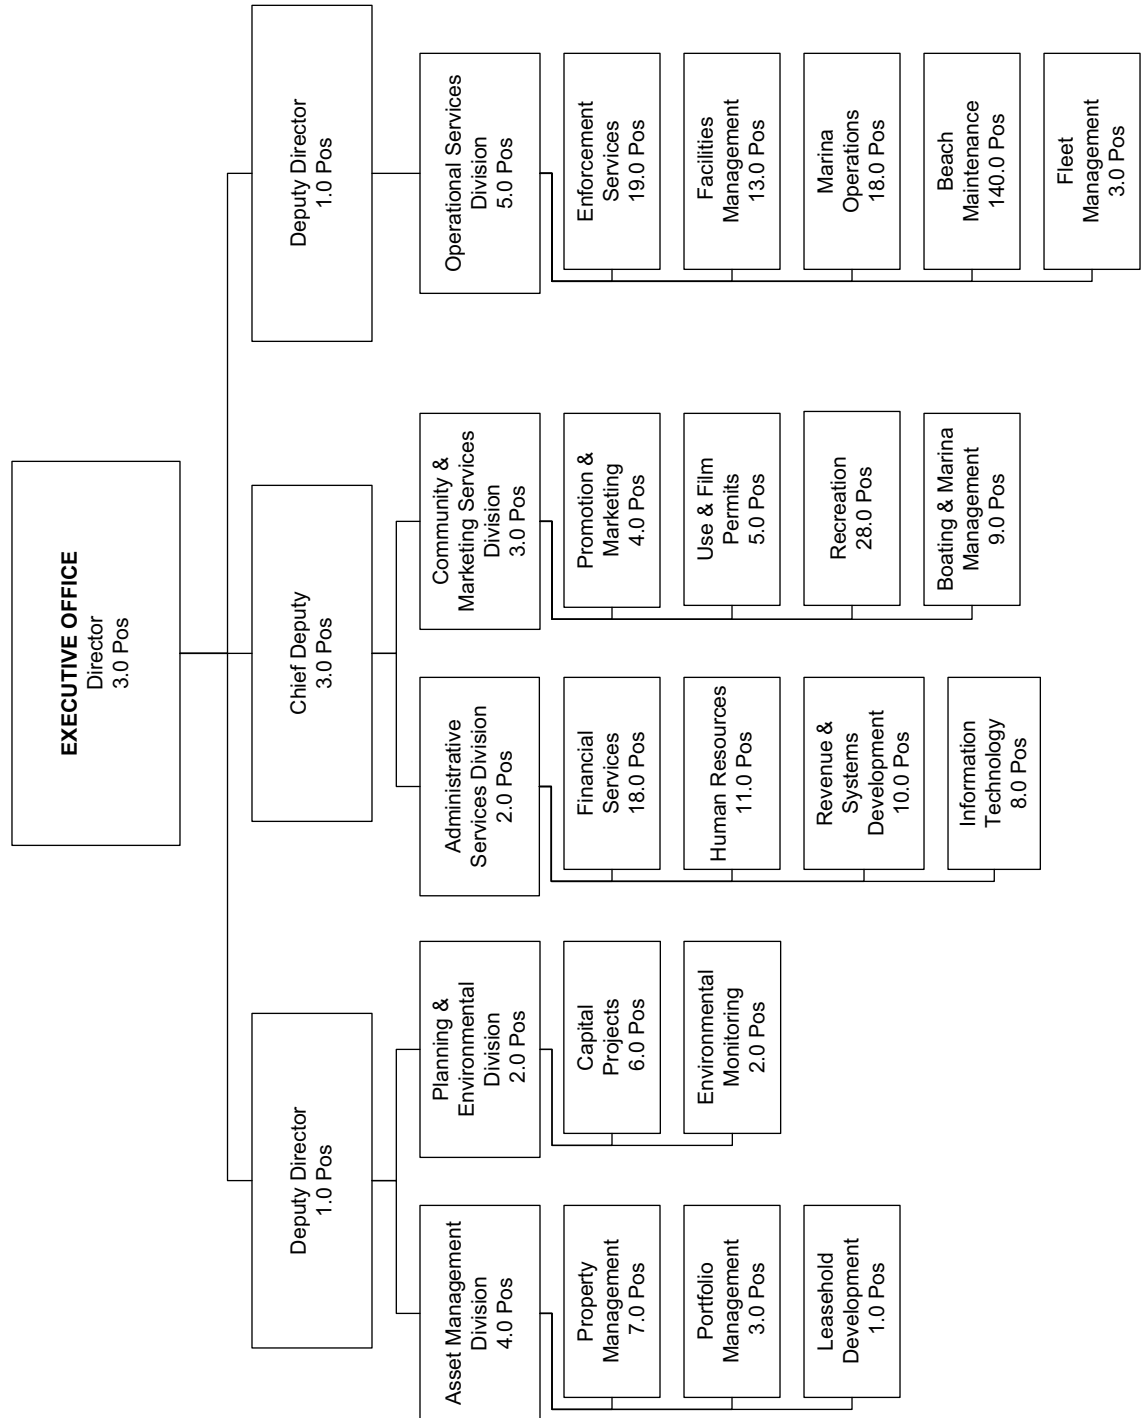 EXECUTIVE OFFICE
Director
3.0 Pos
Deputy Director
1.0 Pos
Chief Deputy
3.0 Pos
Deputy Director
1.0 Pos
Asset Management
Division
4.0 Pos
Planning &
Environmental
Division
2.0 Pos
Administrative
Services Division
2.0 Pos
Community &
Marketing Services
Division
3.0 Pos
Operational Services
Division
5.0 Pos
Property
Management
7.0 Pos
Portfolio
Management
3.0 Pos
Leasehold
Development
1.0 Pos
Capital
Projects
6.0 Pos
Environmental
Monitoring
2.0 Pos
Financial
Services
18.0 Pos
Human Resources
11.0 Pos
Revenue &
Systems
Development
10.0 Pos
Information
Technology
8.0 Pos
Promotion &
Marketing
4.0 Pos
Use & Film
Permits
5.0 Pos
Recreation
28.0 Pos
Boating & Marina
Management
9.0 Pos
Enforcement
Services
19.0 Pos
Facilities
Management
13.0 Pos
Marina
Operations
18.0 Pos
Beach
Maintenance
140.0 Pos
Fleet
Management
3.0 Pos